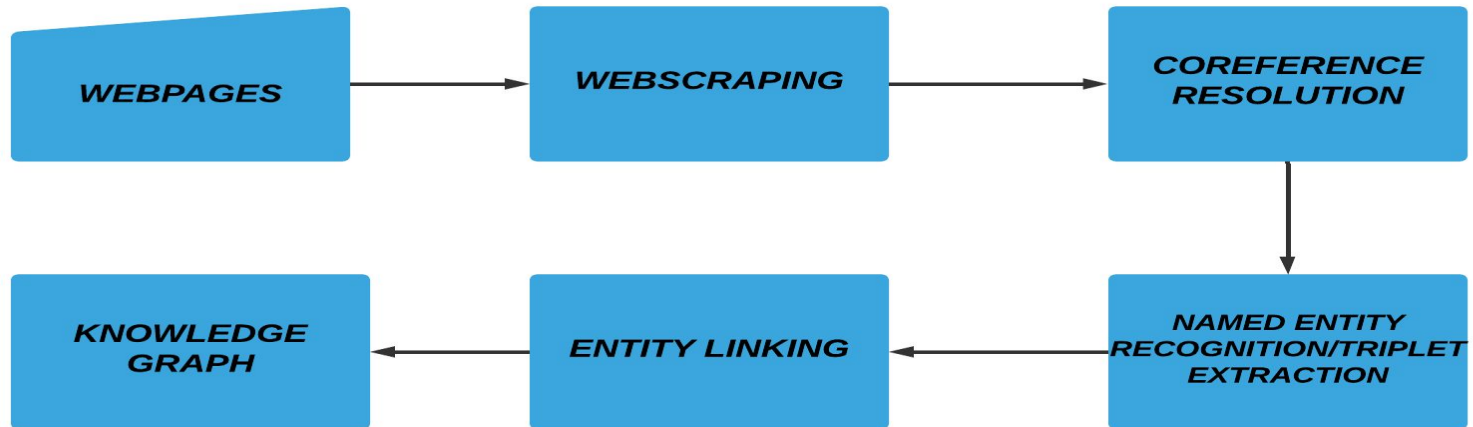 WEBPAGES
WEBSCRAPING
COREFERENCE
RESOLUTION
NAMED ENTITY
RECOGNITION/TRIPLET
EXTRACTION
ENTITY LINKING
KNOWLEDGE
GRAPH